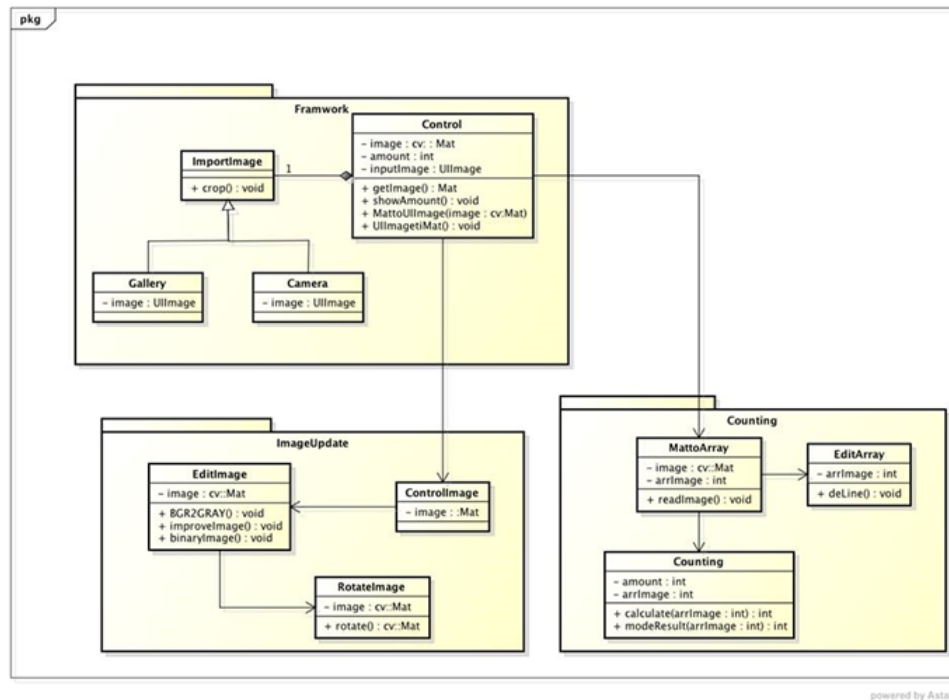 pkg
Framwork
Control
- image : cv: : Mat
- amount : int
- inputImage : UIImage
+ getImage() : Mat
+ showAmount() : void
+ MattoUIImage(image : cv:Mat)
+ UIImagetiMat() : void
ImportImage
+ crop() : void
1
Gallery
- image : UIImage
Camera
- image : UIImage
ImageUpdate
EditImage
- image : cv::Mat
+ BGR2GRAY() : void
+ improveImage() : void
+ binaryImage() : void
ControlImage
- image : :Mat
RotateImage
- image : cv::Mat
+ rotate() : cv::Mat
Counting
MattoArray
- image : cv::Mat
- arrImage : int
+ readImage() : void
EditArray
- arrImage : int
+ deLine() : void
Counting
- amount : int
- arrImage : int
+ calculate(arrImage : int) : int
+ modeResult(arrImage : int) : int
powered by Asta